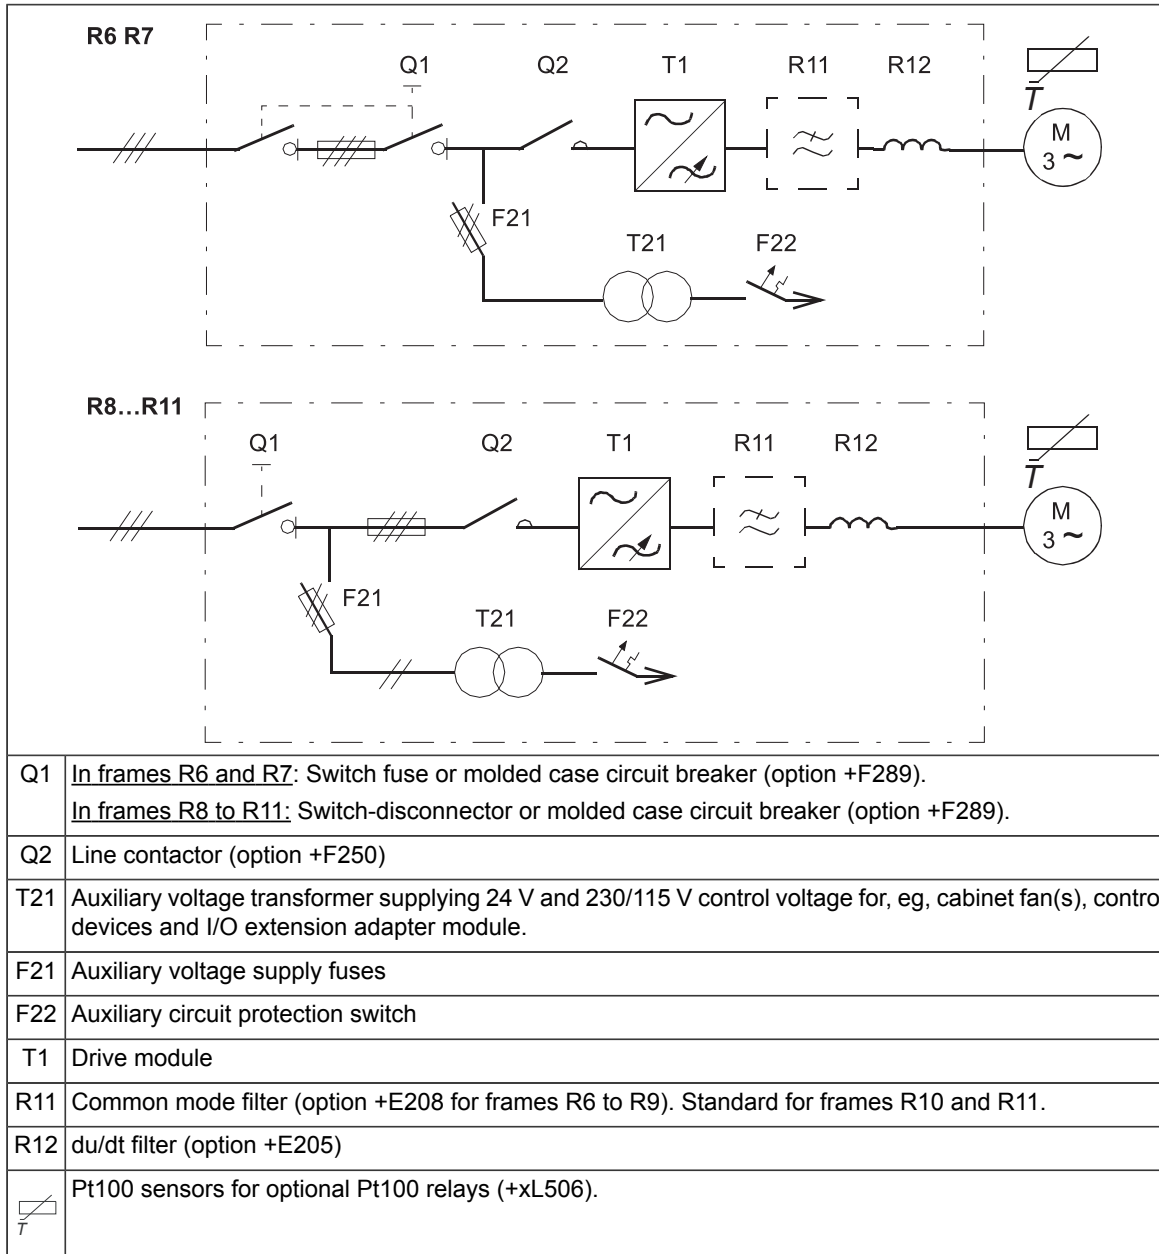 R6 R7
Q1 Q2 T1 R11 R12
T
M
3 ~
F21
T21 F22
R8...R11
Q1 Q2 T1 R11 R12
T
M
3 ~
F21
T21 F22
Q1 In frames R6 and R7: Switch fuse or molded case circuit breaker (option +F289).
In frames R8 to R11: Switch-disconnector or molded case circuit breaker (option +F289).
Q2 Line contactor (option +F250)
T21 Auxiliary voltage transformer supplying 24 V and 230/115 V control voltage for, eg, cabinet fan(s), contro
devices and I/O extension adapter module.
F21 Auxiliary voltage supply fuses
F22 Auxiliary circuit protection switch
T1 Drive module
R11 Common mode filter (option +E208 for frames R6 to R9). Standard for frames R10 and R11.
R12 du/dt filter (option +E205)
Pt100 sensors for optional Pt100 relays (+xL506).
T